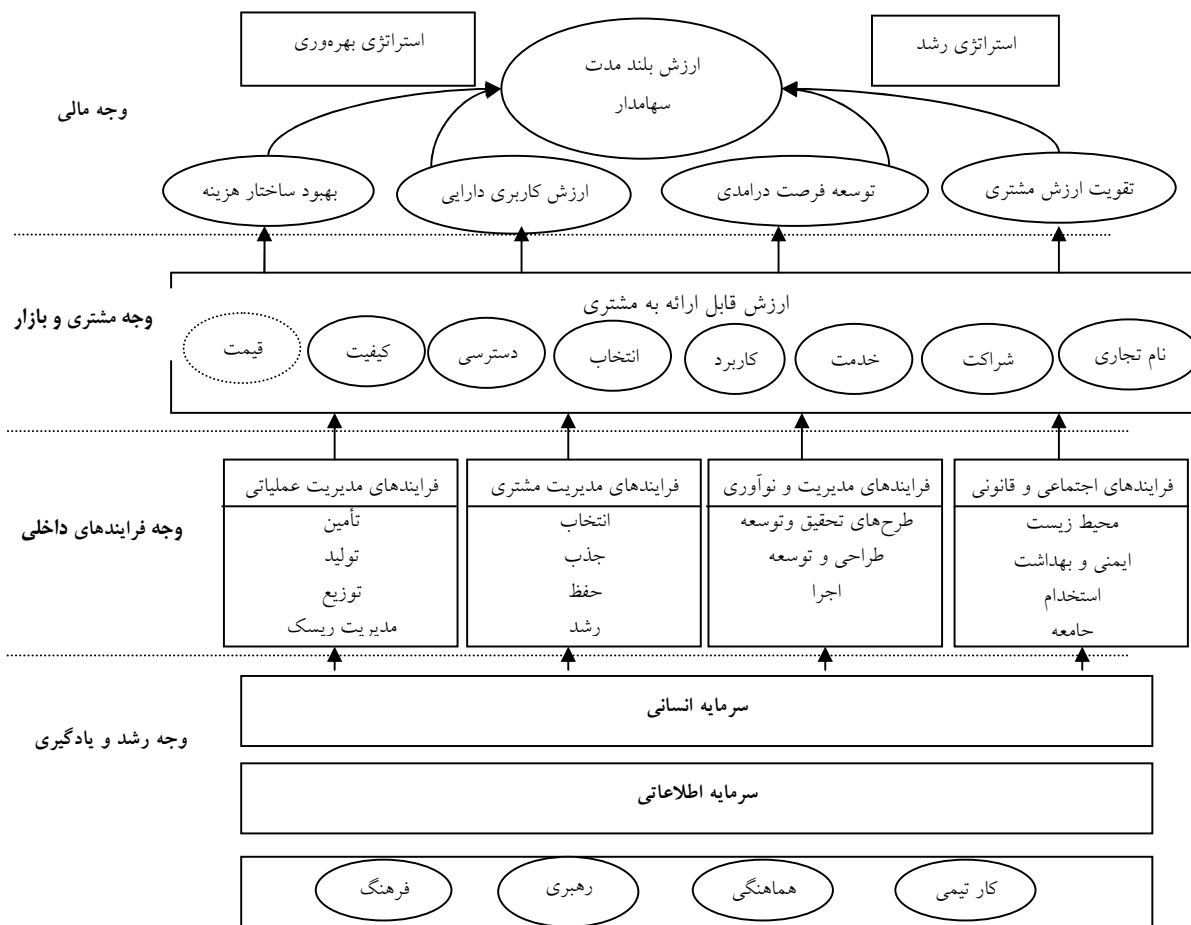 استراتژی رشد
استراتژی بهره‌وری
ارزش بلند مدت
سهامدار
وجه مالی
تقویت ارزش مشتری
توسعه فرصت درامدی
ارزش کاربری دارایی
بهبود ساختار هزینه
وجه مشتری و بازار
ارزش قابل ارائه به مشتری
نام تجاری
شراکت
خدمت
کاربرد
انتخاب
دسترسی
کیفیت
قیمت
وجه فرایندهای داخلی
فرایندهای اجتماعی و قانونی
محیط زیست
ایمنی و بهداشت
استخدام
جامعه
فرایندهای مدیریت و نوآوری
طرح‌های تحقیق وتوسعه
طراحی و توسعه
اجرا
فرایندهای مدیریت مشتری
انتخاب
جذب
حفظ
رشد
فرایندهای مدیریت عملیاتی
تأمین
تولید
توزیع
مدیریت ریسک
وجه رشد و یادگیری
سرمایه انسانی
سرمایه اطلاعاتی
کار تیمی
هماهنگی
رهبری
فرهنگ